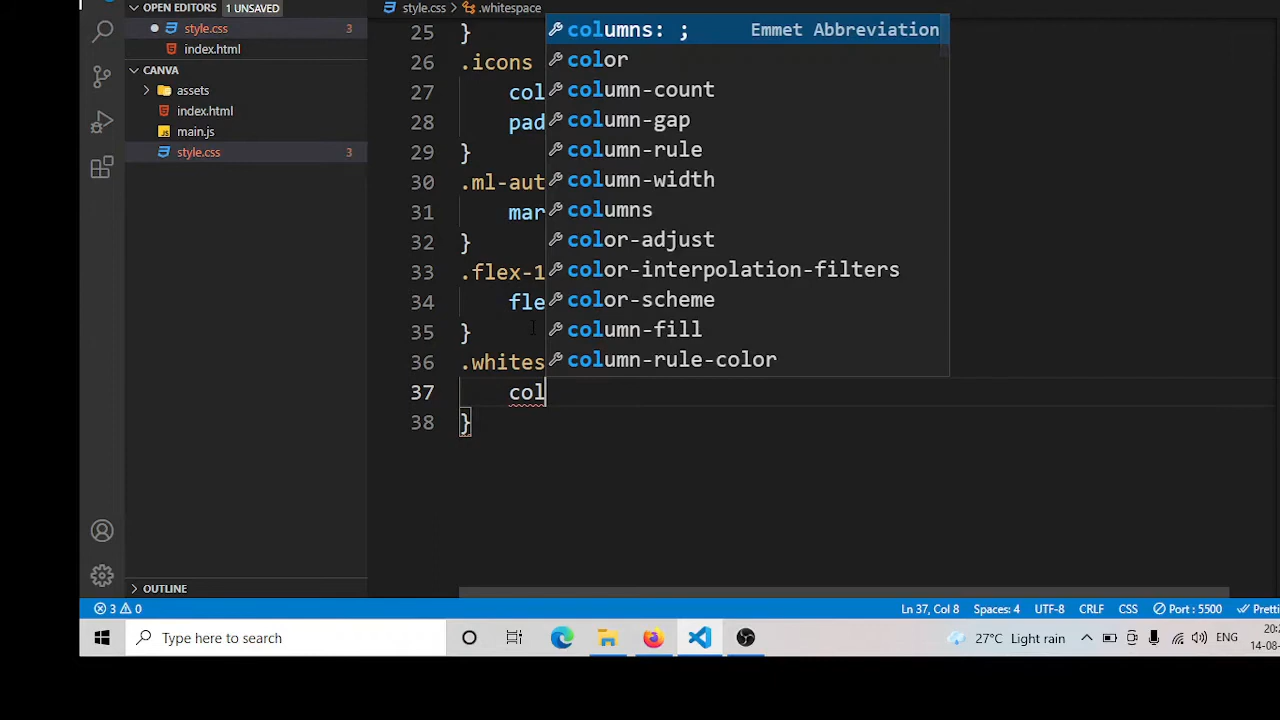 OPEN EDITORS 1 UNSAVED
style.css 3
index.html
CANVA
assets
index.html
main.js
style.css 3
OUTLINE
style.css > .whitespace
25 }
26 .icons
27 col
28 pad
29 }
30 .ml-aut
31 mar
32 }
33 .flex-1
34 fle
35 }
36 .whites
37 col
38 }
columns: ; Emmet Abbreviation
color
column-count
column-gap
column-rule
column-width
columns
color-adjust
color-interpolation-filters
color-scheme
column-fill
column-rule-color
3 0 Ln 37, Col 8 Spaces: 4 UTF-8 CRLF CSS Port : 5500 Pretti
Type here to search 27°C Light rain ENG 20:
14-08-